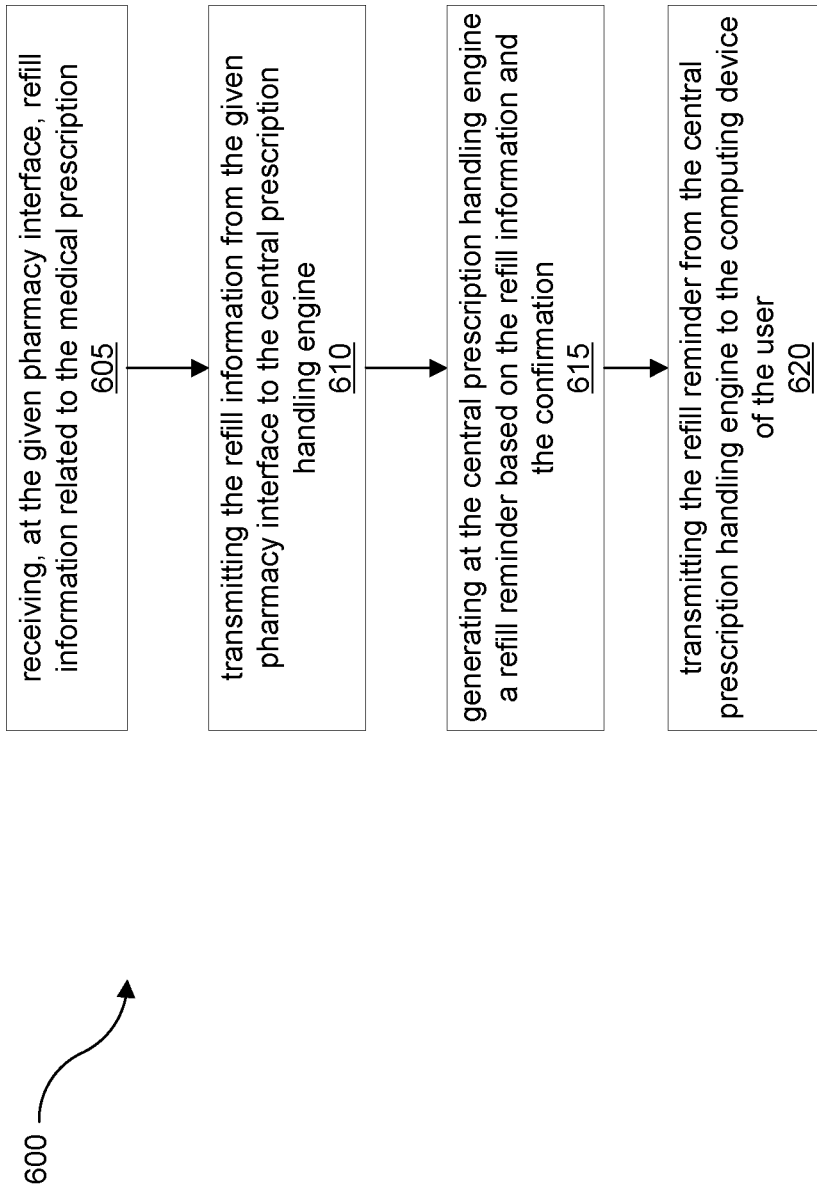 600
receiving, at the given pharmacy interface, refill
information related to the medical prescription
605
transmitting the refill information from the given
pharmacy interface to the central prescription
handling engine
610
generating at the central prescription handling engine
a refill reminder based on the refill information and
the confirmation
615
transmitting the refill reminder from the central
prescription handling engine to the computing device
of the user
620